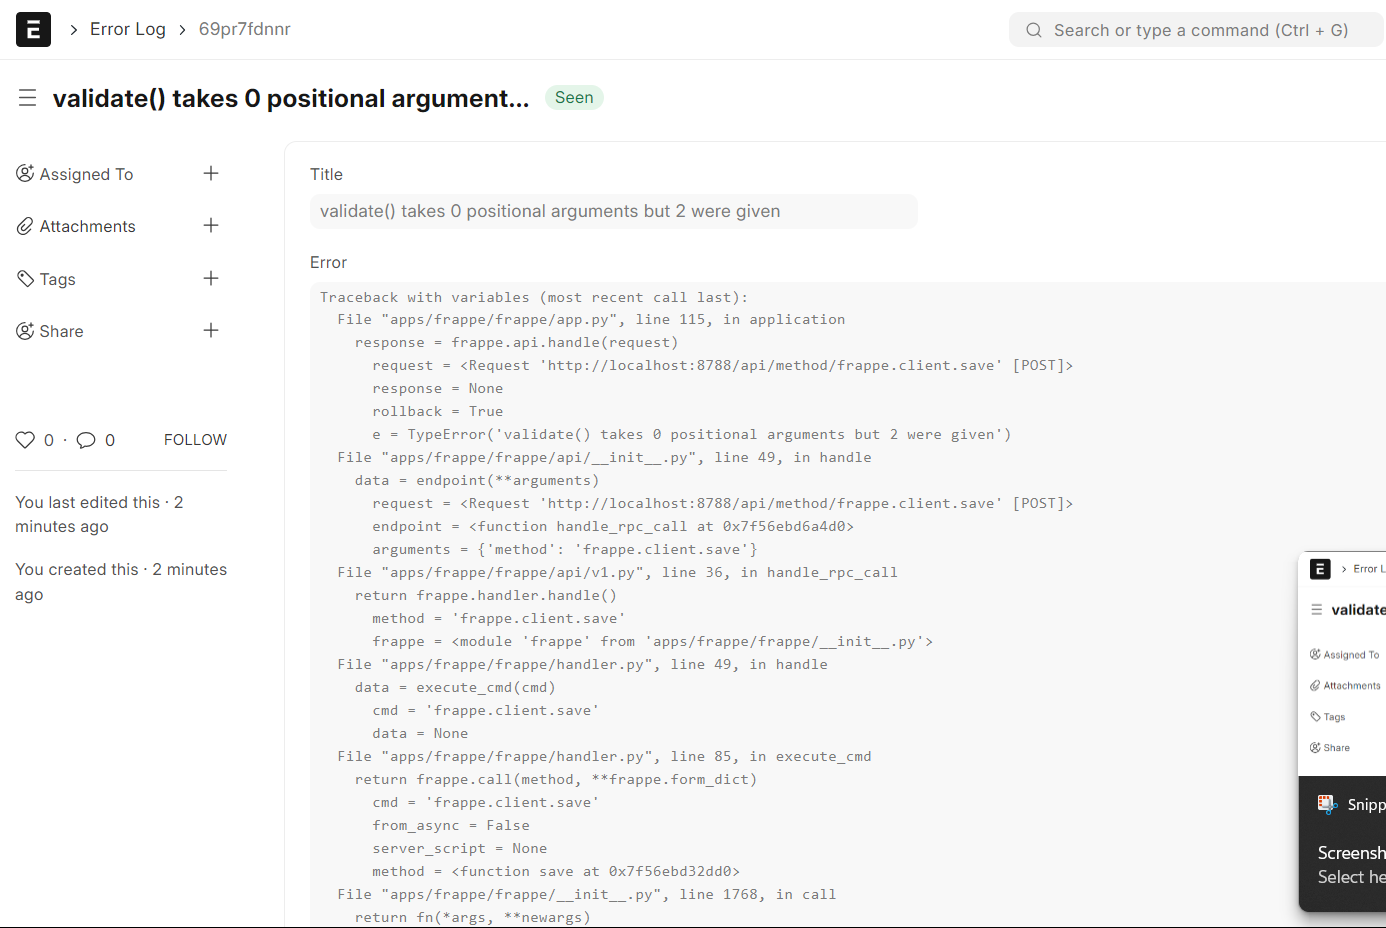 E
Error Log
69pr7fdnnr
Search or type a command (Ctrl + G)
validate() takes 0 positional argument...
Seen
Assigned To
Attachments
Tags
Share
0 · 0 FOLLOW
You last edited this · 2
minutes ago
You created this · 2 minutes
ago
Title
validate() takes 0 positional arguments but 2 were given
Error
Traceback with variables (most recent call last):
  File "apps/frappe/frappe/app.py", line 115, in application
    response = frappe.api.handle(request)
      request = <Request 'http://localhost:8788/api/method/frappe.client.save' [POST]>
      response = None
      rollback = True
      e = TypeError('validate() takes 0 positional arguments but 2 were given')
  File "apps/frappe/frappe/api/__init__.py", line 49, in handle
    data = endpoint(**arguments)
      request = <Request 'http://localhost:8788/api/method/frappe.client.save' [POST]>
      endpoint = <function handle_rpc_call at 0x7f56ebd6a4d0>
      arguments = {'method': 'frappe.client.save'}
  File "apps/frappe/frappe/api/v1.py", line 36, in handle_rpc_call
    return frappe.handler.handle()
      method = 'frappe.client.save'
      frappe = <module 'frappe' from 'apps/frappe/frappe/__init__.py'>
  File "apps/frappe/frappe/handler.py", line 49, in handle
    data = execute_cmd(cmd)
      cmd = 'frappe.client.save'
      data = None
  File "apps/frappe/frappe/handler.py", line 85, in execute_cmd
    return frappe.call(method, **frappe.form_dict)
      cmd = 'frappe.client.save'
      from_async = False
      server_script = None
      method = <function save at 0x7f56ebd32dd0>
  File "apps/frappe/frappe/__init__.py", line 1768, in call
    return fn(*args, **newargs)
E
Error L
validate
Assigned To
Attachments
Tags
Share
Snipp
Screensh
Select he